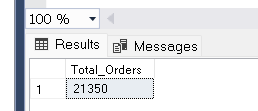 100 %
Results Messages
Total_Orders
1 21350